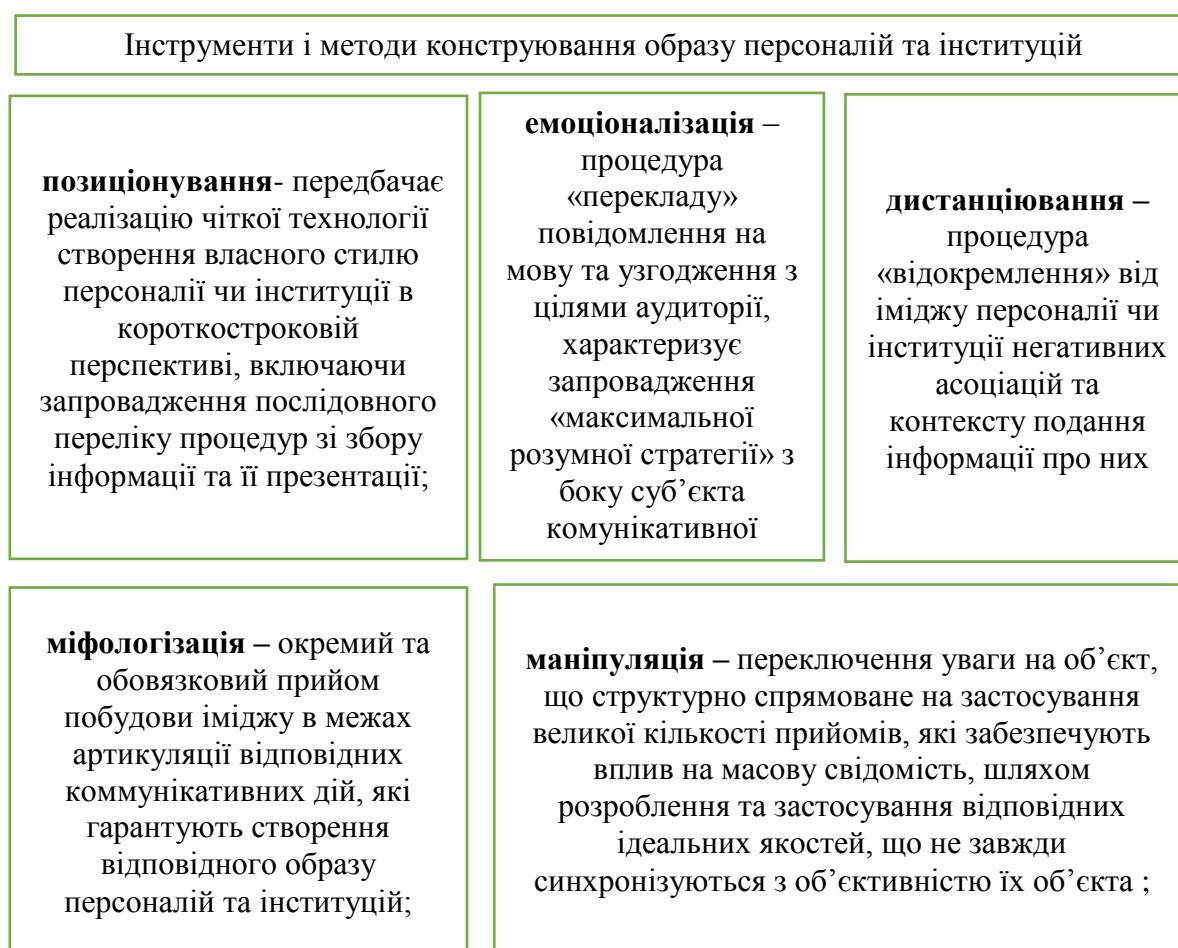 Інструменти і методи конструювання образу персоналій та інституцій
позиціонування- передбачає
реалізацію чіткої технології
створення власного стилю
персоналії чи інституції в
короткостроковій
перспективі, включаючи
запровадження послідовного
переліку процедур зі збору
інформації та її презентації;
емоціоналізація –
процедура
«перекладу»
повідомлення на
мову та узгодження з
цілями аудиторії,
характеризує
запровадження
«максимальної
розумної стратегії» з
боку суб’єкта
комунікативної
дистанціювання –
процедура
«відокремлення» від
іміджу персоналії чи
інституції негативних
асоціацій та
контексту подання
інформації про них
міфологізація – окремий та
обовязковий прийом
побудови іміджу в межах
артикуляції відповідних
коммунікативних дій, які
гарантують створення
відповідного образу
персоналій та інституцій;
маніпуляція – переключення уваги на об’єкт,
що структурно спрямоване на застосування
великої кількості прийомів, які забезпечують
вплив на масову свідомість, шляхом
розроблення та застосування відповідних
ідеальних якостей, що не завжди
синхронізуються з об’єктивністю їх об’єкта ;